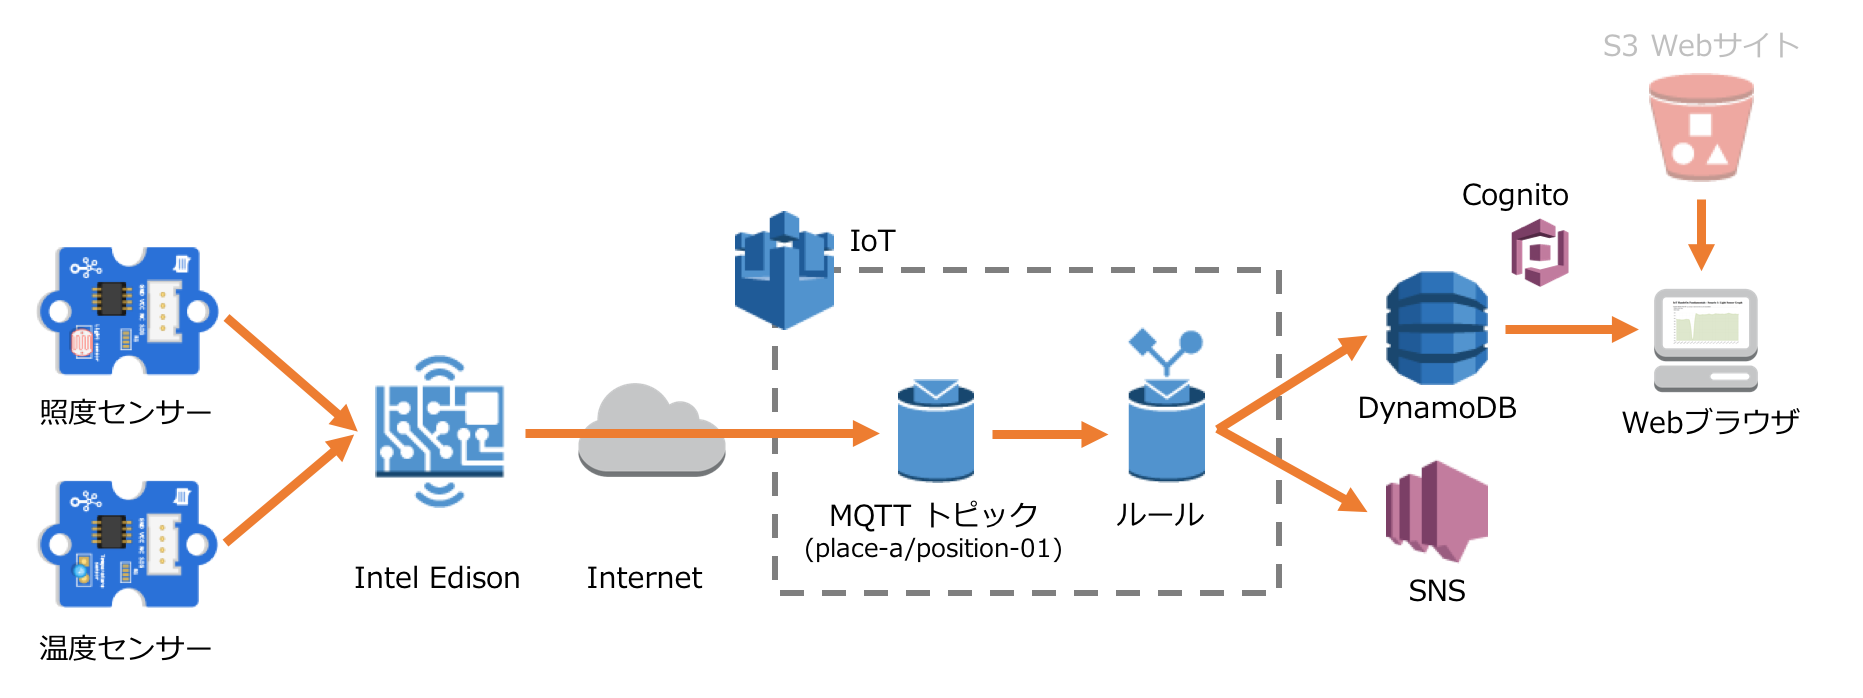 S3 Webサイト
Cognito
IoT
照度センサー
DynamoDB
Webブラウザ
MQTT トピック
(place-a/position-01)
ルール
Intel Edison
Internet
SNS
温度センサー